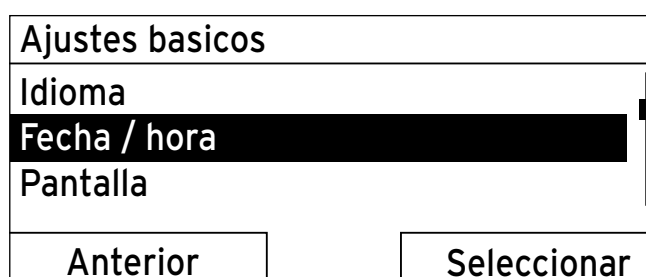 Ajustes basicos
Idioma
Fecha / hora
Pantalla
Anterior Seleccionar